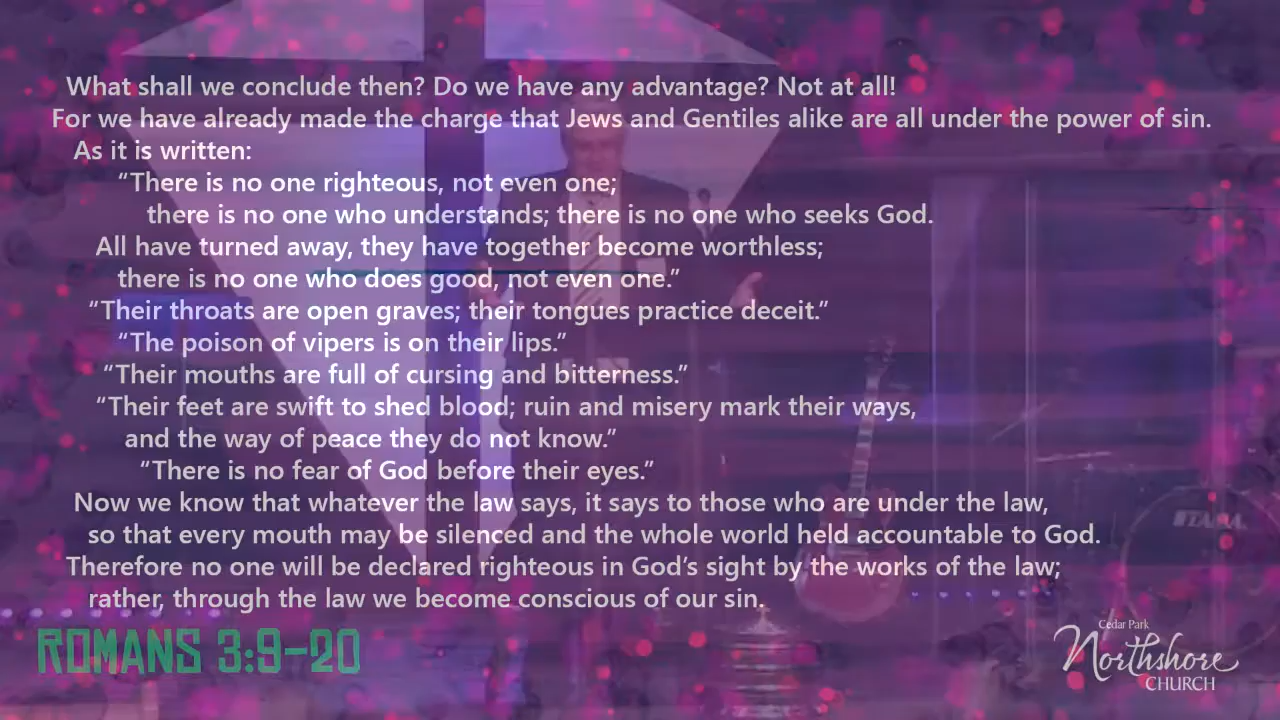 What shall we conclude then? Do we have any advantage? Not at all!
For we have already made the charge that Jews and Gentiles alike are all under the power of sin.
As it is written:
“There is no one righteous, not even one;
there is no one who understands; there is no one who seeks God.
All have turned away, they have together become worthless;
there is no one who does good, not even one.”
“Their throats are open graves; their tongues practice deceit.”
“The poison of vipers is on their lips.”
“Their mouths are full of cursing and bitterness.”
“Their feet are swift to shed blood; ruin and misery mark their ways,
and the way of peace they do not know.”
“There is no fear of God before their eyes.”
Now we know that whatever the law says, it says to those who are under the law,
so that every mouth may be silenced and the whole world held accountable to God.
Therefore no one will be declared righteous in God’s sight by the works of the law;
rather, through the law we become conscious of our sin.
ROMANS 3:9–20
TAMA
Cedar Park
Northshore
CHURCH